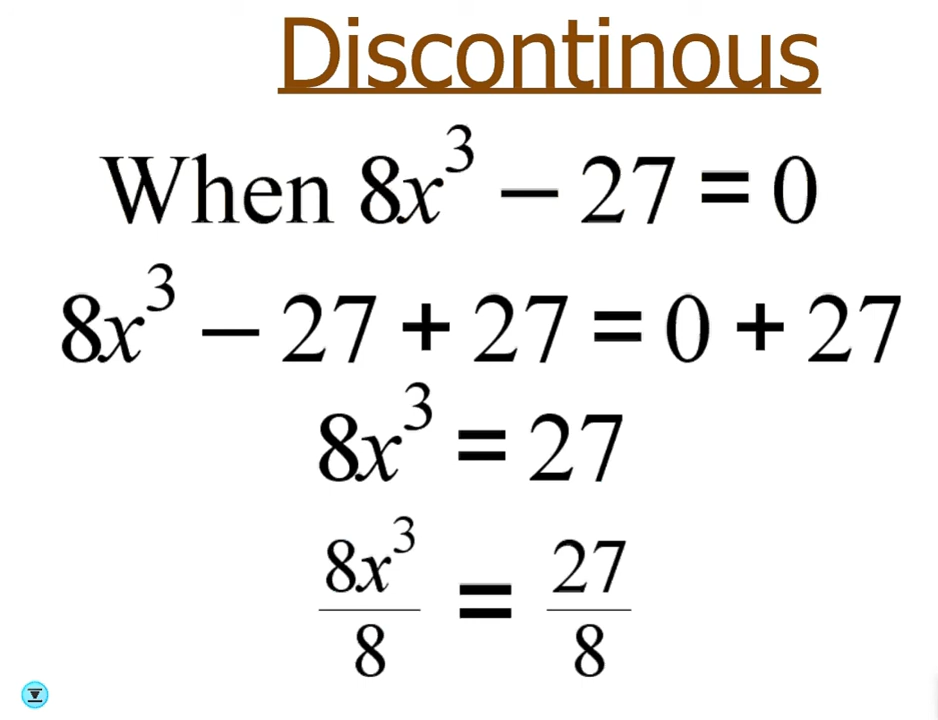 Discontinous
When 8x³ − 27 = 0
8x³ − 27 + 27 = 0 + 27
8x³ = 27
8x³/8 = 27/8